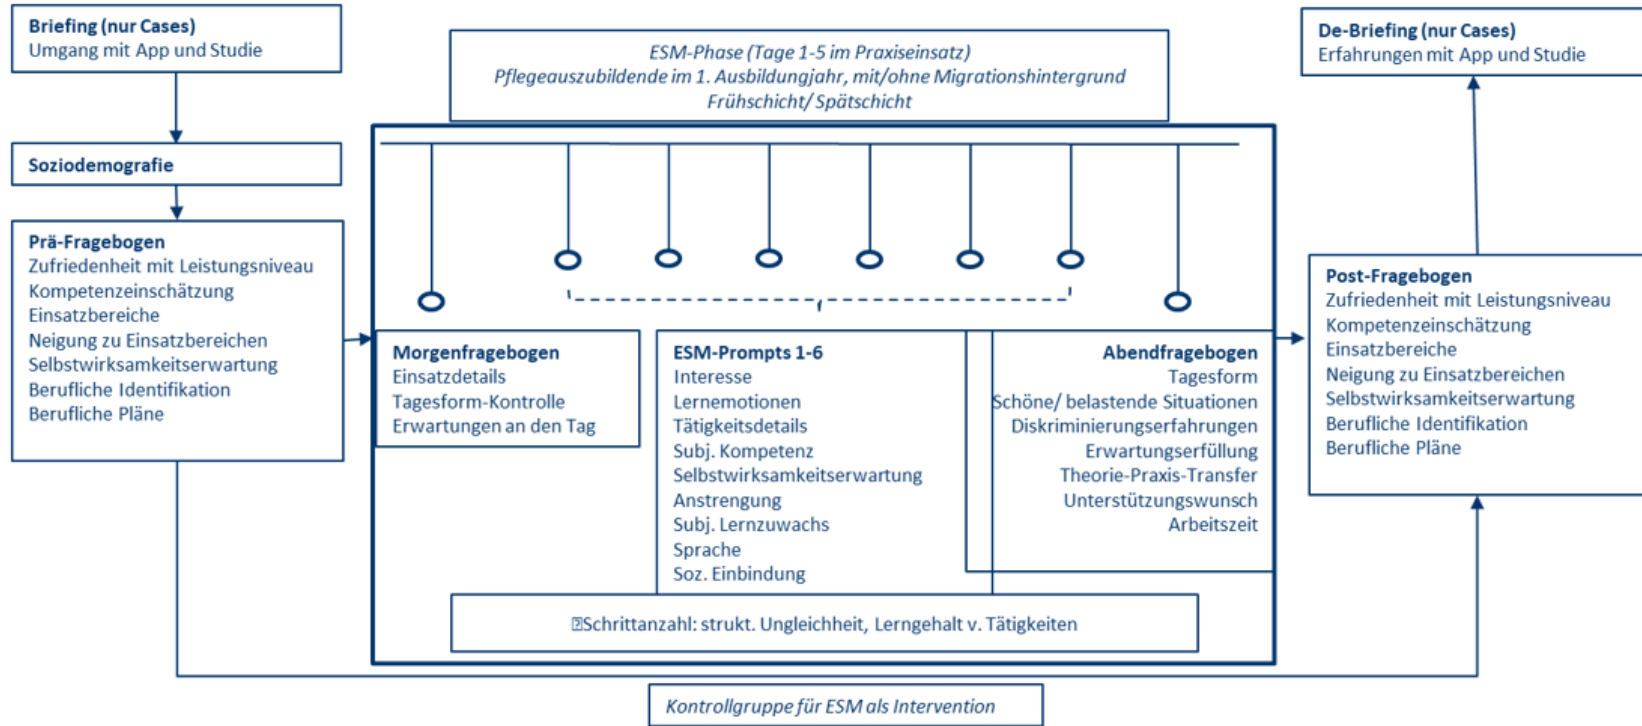 Briefing (nur Cases)
Umgang mit App und Studie
Soziodemografie
Prä-Fragebogen
Zufriedenheit mit Leistungsniveau
Kompetenzeinschätzung
Einsatzbereiche
Neigung zu Einsatzbereichen
Selbstwirksamkeitserwartung
Berufliche Identifikation
Berufliche Pläne
ESM-Phase (Tage 1-5 im Praxiseinsatz)
Pflegeauszubildende im 1. Ausbildungjahr, mit/ohne Migrationshintergrund
Frühschicht/ Spätschicht
Morgenfragebogen
Einsatzdetails
Tagesform-Kontrolle
Erwartungen an den Tag
ESM-Prompts 1-6
Interesse
Lernemotionen
Tätigkeitsdetails
Subj. Kompetenz
Selbstwirksamkeitserwartung
Anstrengung
Subj. Lernzuwachs
Sprache
Soz. Einbindung
Abendfragebogen
Tagesform
Schöne/ belastende Situationen
Diskriminierungserfahrungen
Erwartungserfüllung
Theorie-Praxis-Transfer
Unterstützungswunsch
Arbeitszeit
Schrittanzahl: strukt. Ungleichheit, Lerngehalt v. Tätigkeiten
De-Briefing (nur Cases)
Erfahrungen mit App und Studie
Post-Fragebogen
Zufriedenheit mit Leistungsniveau
Kompetenzeinschätzung
Einsatzbereiche
Neigung zu Einsatzbereichen
Selbstwirksamkeitserwartung
Berufliche Identifikation
Berufliche Pläne
Kontrollgruppe für ESM als Intervention